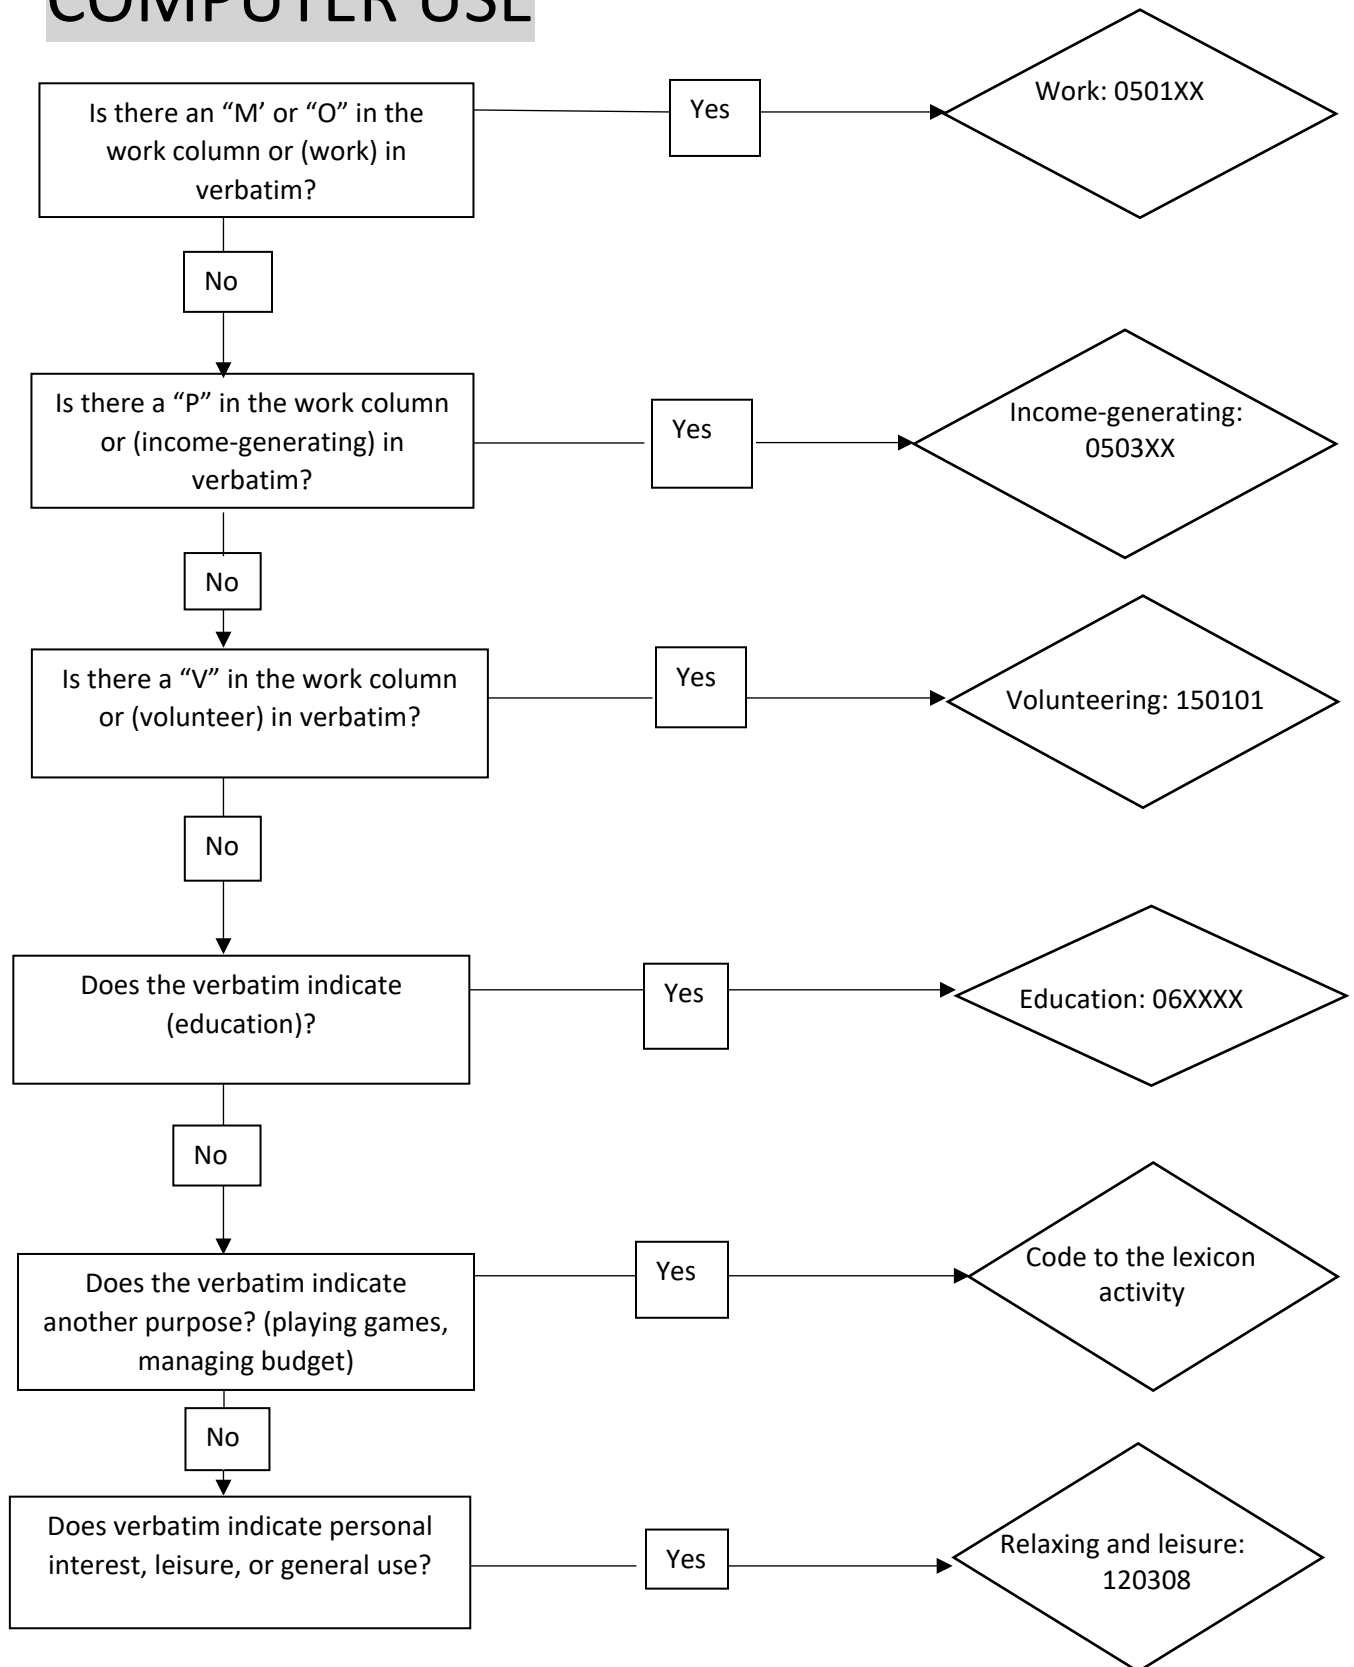 COMPUTER USE
Is there an “M’ or “O” in the
work column or (work) in
verbatim?
Yes
Work: 0501XX
No
Is there a “P” in the work column
or (income-generating) in
verbatim?
Yes
Income-generating:
0503XX
No
Is there a “V” in the work column
or (volunteer) in verbatim?
Yes
Volunteering: 150101
No
Does the verbatim indicate
(education)?
Yes
Education: 06XXXX
No
Does the verbatim indicate
another purpose? (playing games,
managing budget)
Yes
Code to the lexicon
activity
No
Does verbatim indicate personal
interest, leisure, or general use?
Yes
Relaxing and leisure:
120308